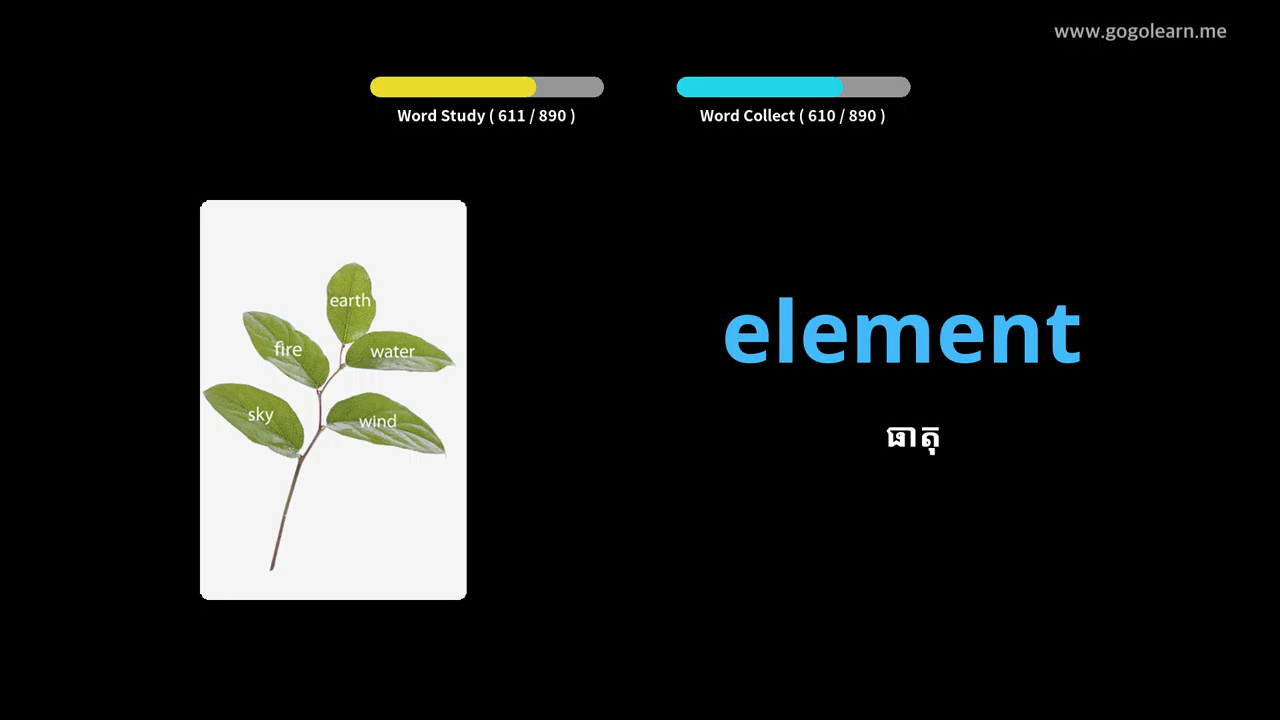 www.gogolearn.me
Word Study ( 611 / 890 )
Word Collect ( 610 / 890 )
earth
fire
water
sky
wind
element
ធាតុ